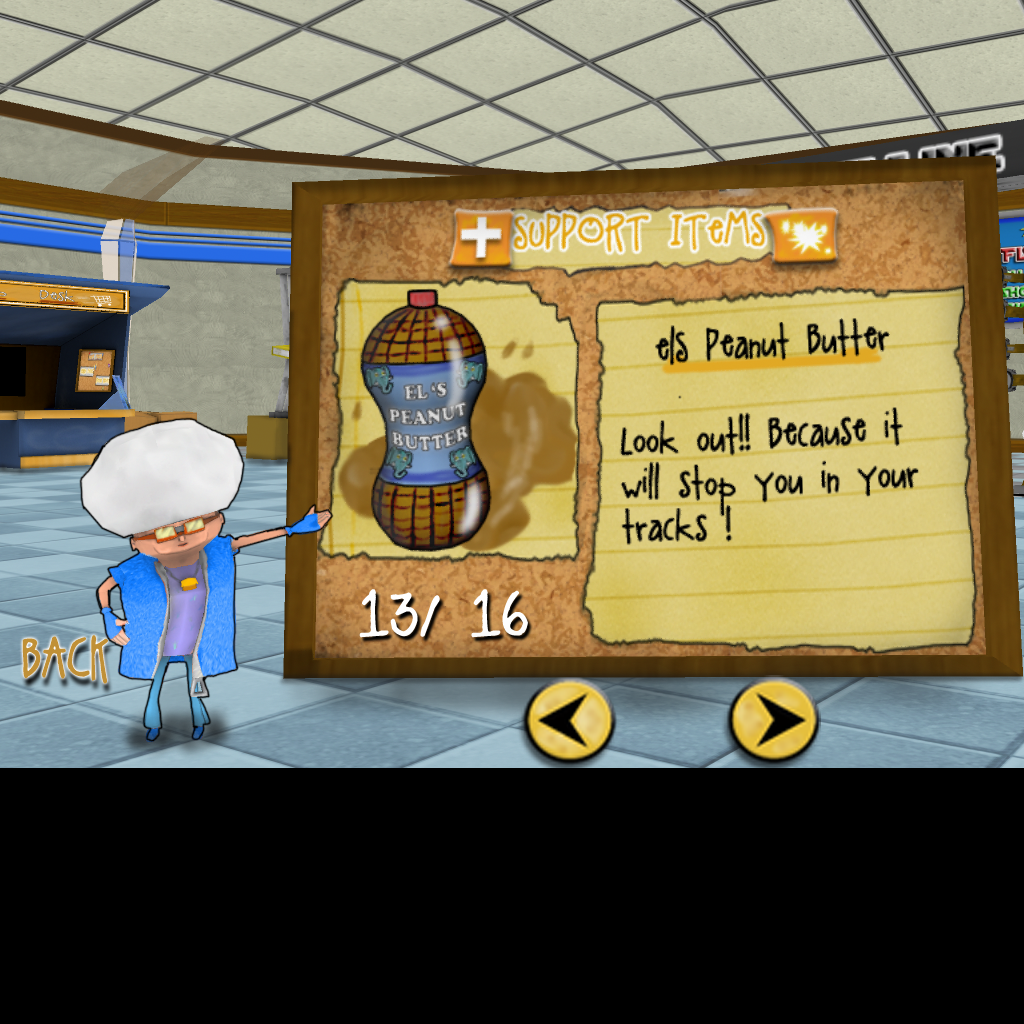 Desk
SUPPORT ITEMS
EL'S
PEANUT
BUTTER
els Peanut Butter
Look out!! Because it
will stop you in your
tracks !
13/ 16
BACK